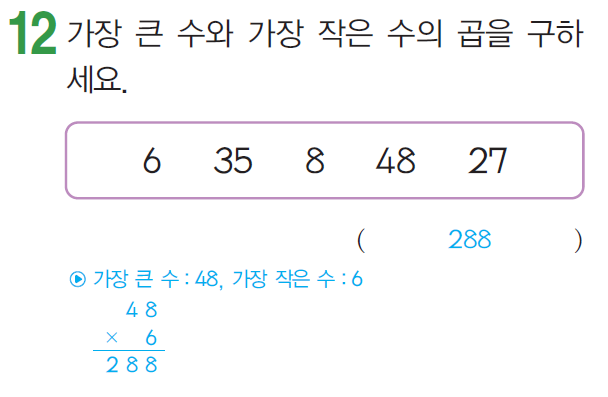 12 가장 큰 수와 가장 작은 수의 곱을 구하
세요.
6 35 8 48 27
( 288 )
가장 큰 수 : 48, 가장 작은 수 : 6
4 8
× 6
2 8 8